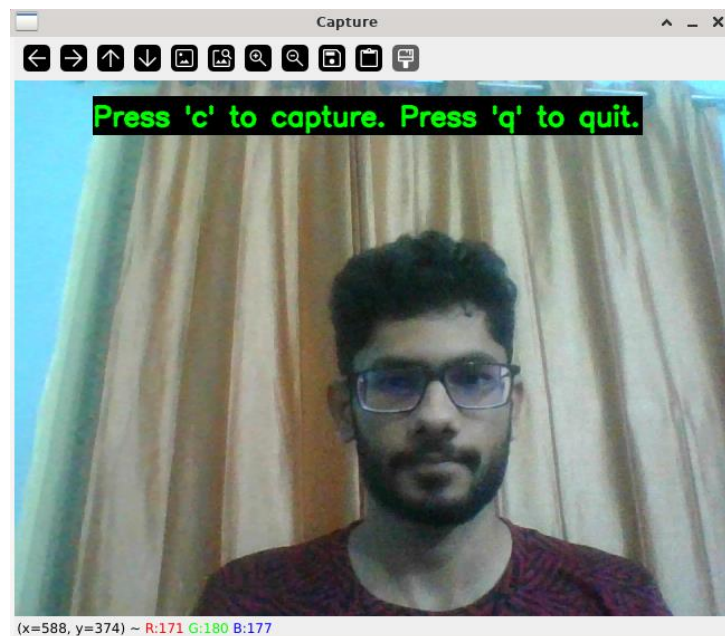 Capture
Press 'c' to capture. Press 'q' to quit.
(x=588, y=374) ~ R:171 G:180 B:177